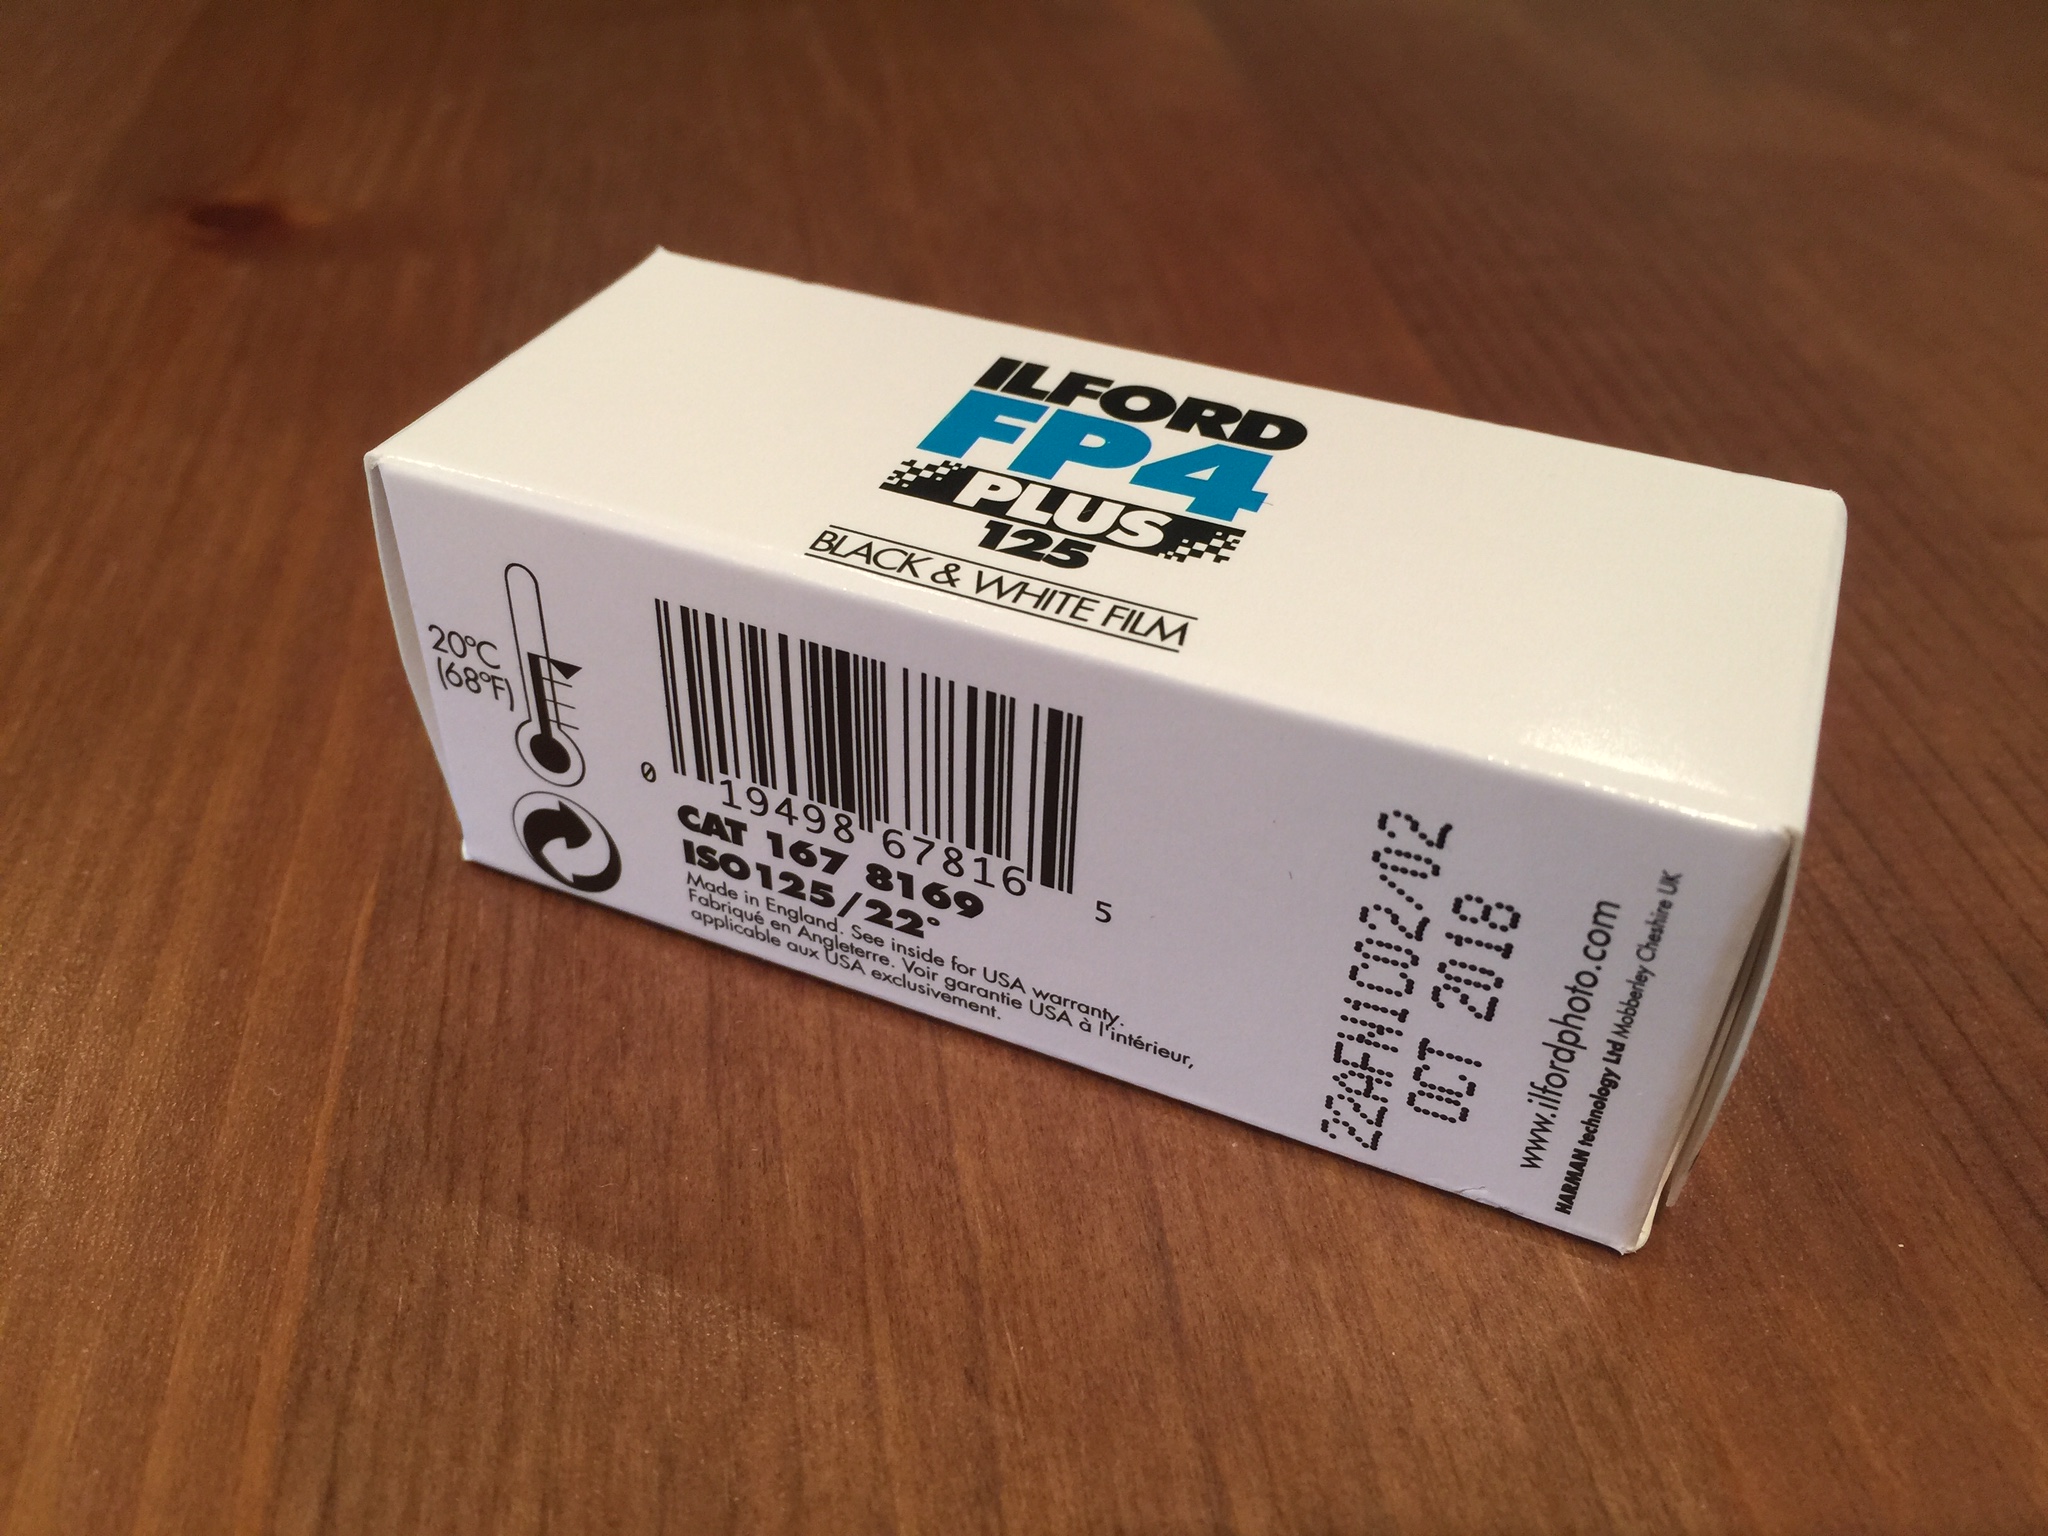 ILFORD
FP4
PLUS
125
BLACK & WHITE FILM
20°C
(68°F)
0 19498 67816 5
CAT 167 8169
ISO125/22°
Made in England. See inside for USA warranty.
Fabriqué en Angleterre. Voir garantie USA à l'intérieur,
applicable aux USA exclusivement.
22AFM1C02/02
OCT 2018
www.ilfordphoto.com
HARMAN technology Ltd Mobberley Cheshire UK